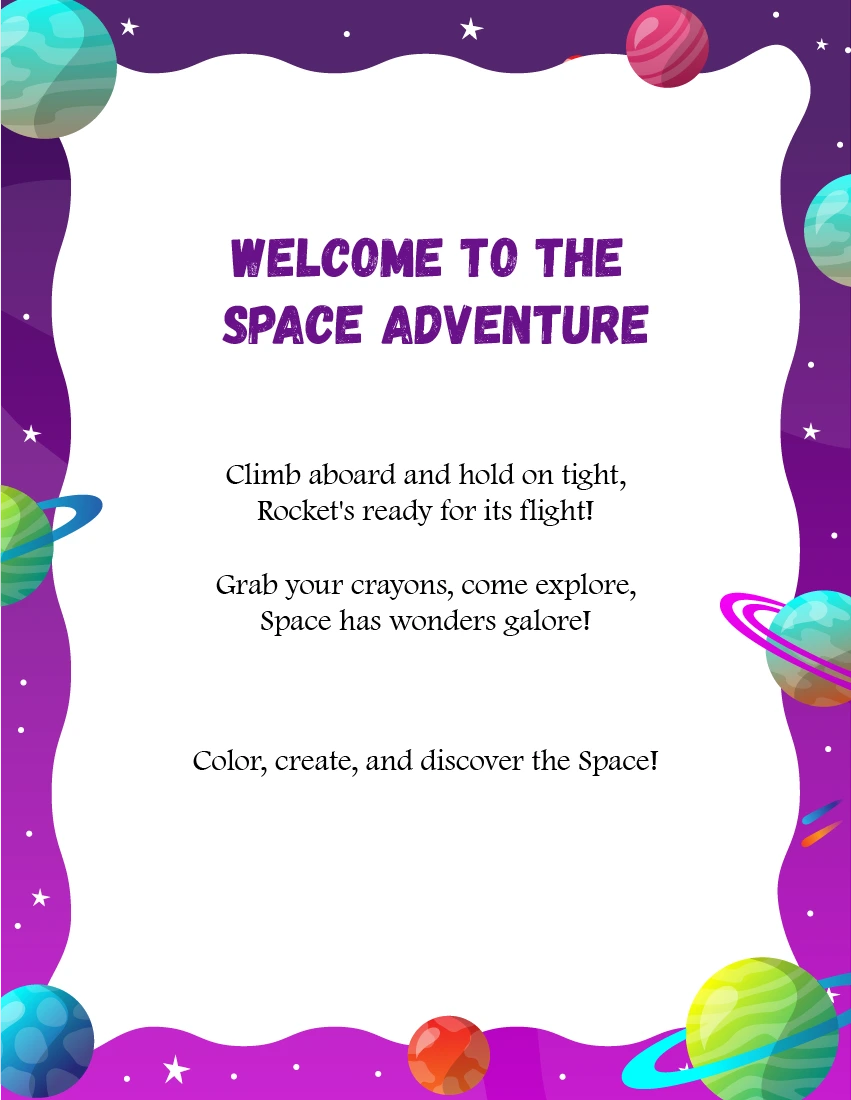 WELCOME TO THE
SPACE ADVENTURE
Climb aboard and hold on tight,
Rocket's ready for its flight!
Grab your crayons, come explore,
Space has wonders galore!
Color, create, and discover the Space!